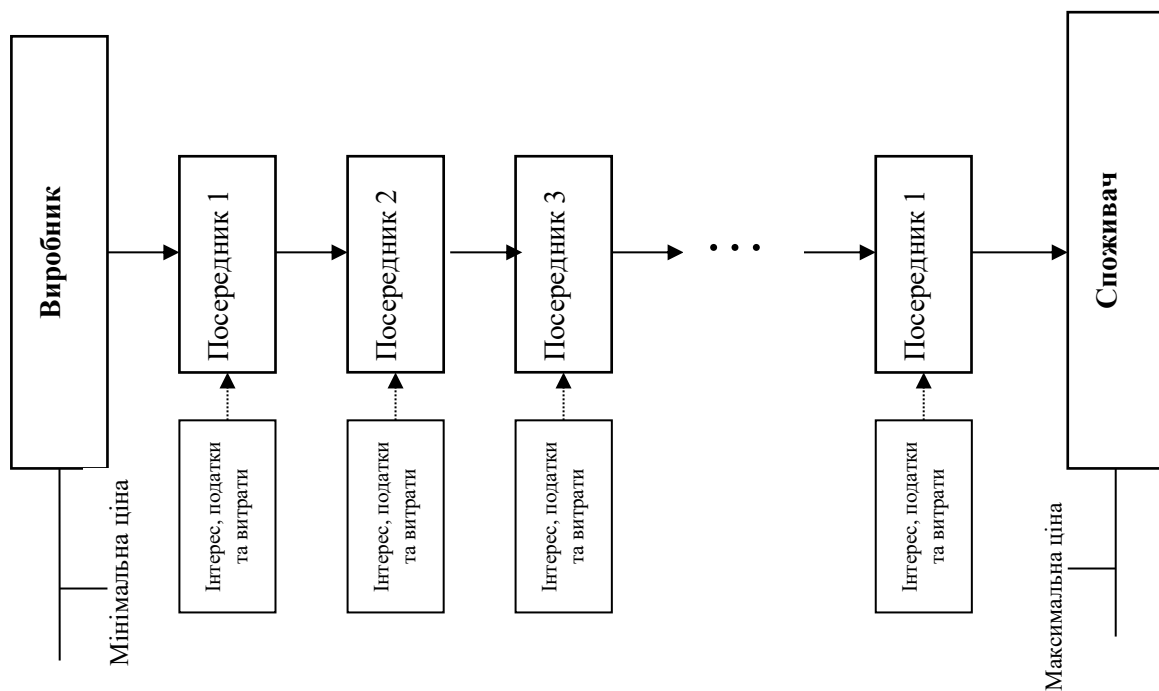 Виробник
Посередник 1
Посередник 2
Посередник 3
...
Посередник 1
Споживач
Інтерес, податки
та витрати
Інтерес, податки
та витрати
Інтерес, податки
та витрати
Інтерес, податки
та витрати
Мінімальна ціна
Максимальна ціна